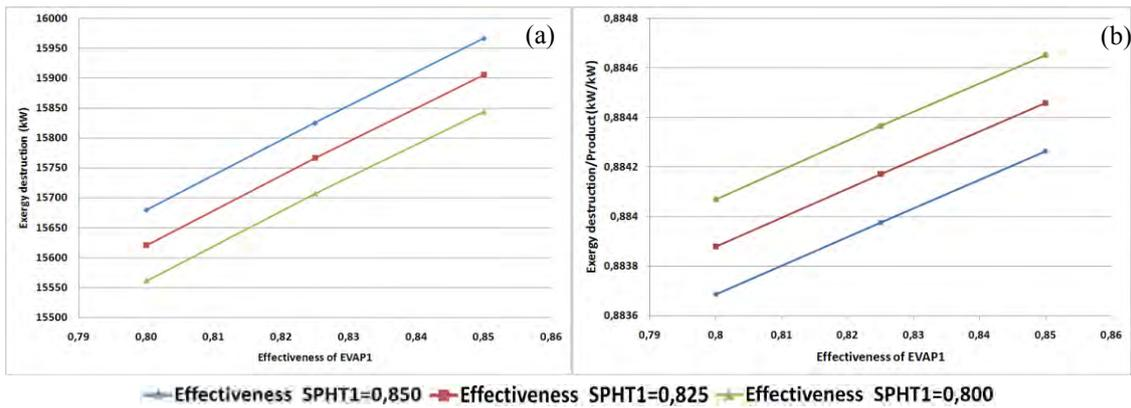 (a)
Exergy destruction (kW)
16000
15950
15900
15850
15800
15750
15700
15650
15600
15550
15500
0,79 0,80 0,81 0,82 0,83 0,84 0,85 0,86
Effectiveness of EVAP1
(b)
Exergy destruction/Product(kW/kW)
0,8848
0,8846
0,8844
0,8842
0,884
0,8838
0,8836
0,79 0,8 0,81 0,82 0,83 0,84 0,85 0,86
Effectiveness of EVAP1
Effectiveness SPHT1=0,850 Effectiveness SPHT1=0,825 Effectiveness SPHT1=0,800